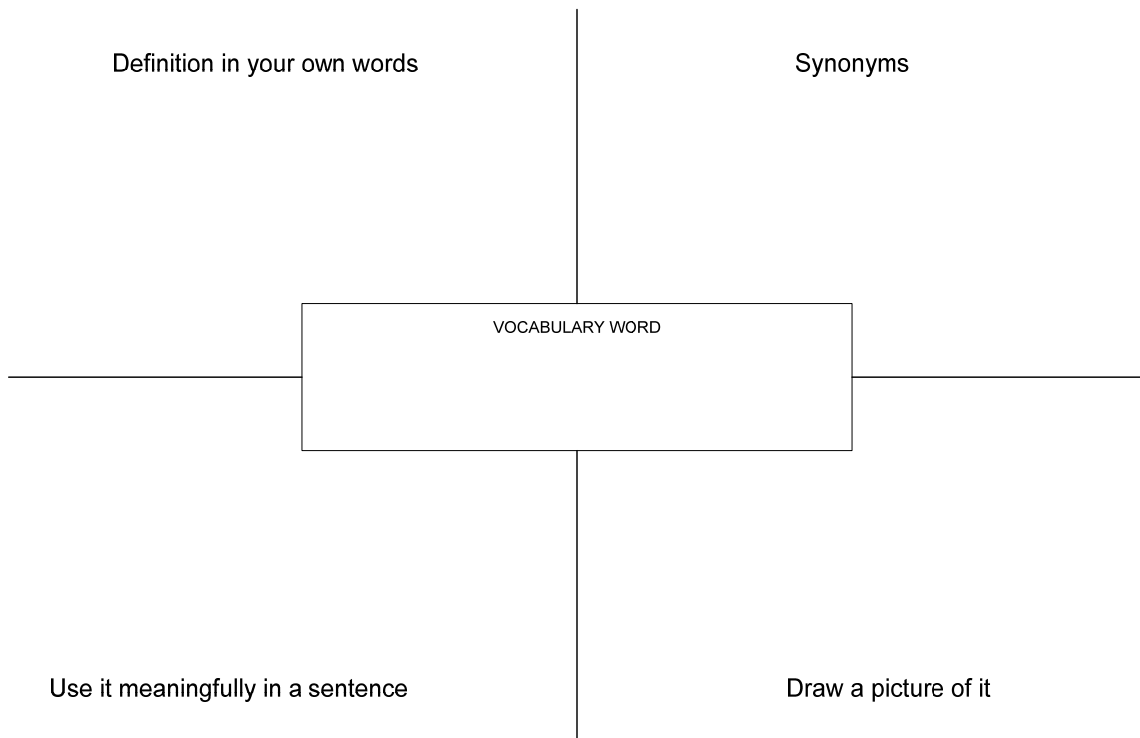 Definition in your own words
Synonyms
VOCABULARY WORD
Use it meaningfully in a sentence
Draw a picture of it